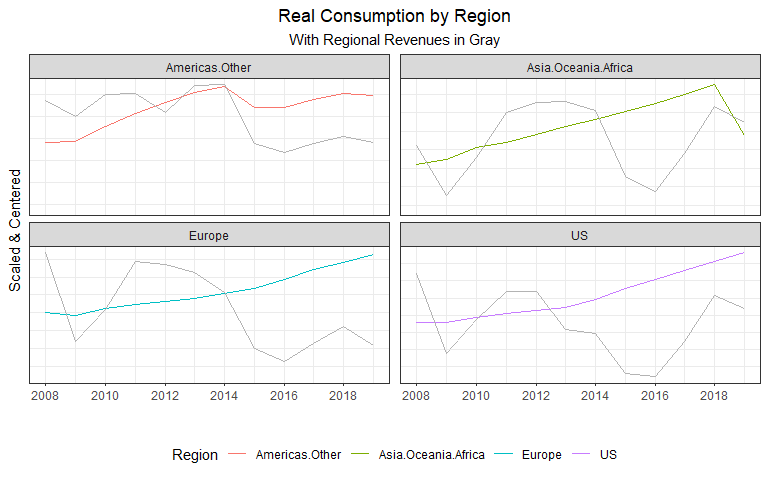 Real Consumption by Region
With Regional Revenues in Gray
Americas.Other
Asia.Oceania.Africa
Scaled & Centered
Europe
US
2008 2010 2012 2014 2016 2018
2008 2010 2012 2014 2016 2018
Region Americas.Other Asia.Oceania.Africa Europe US